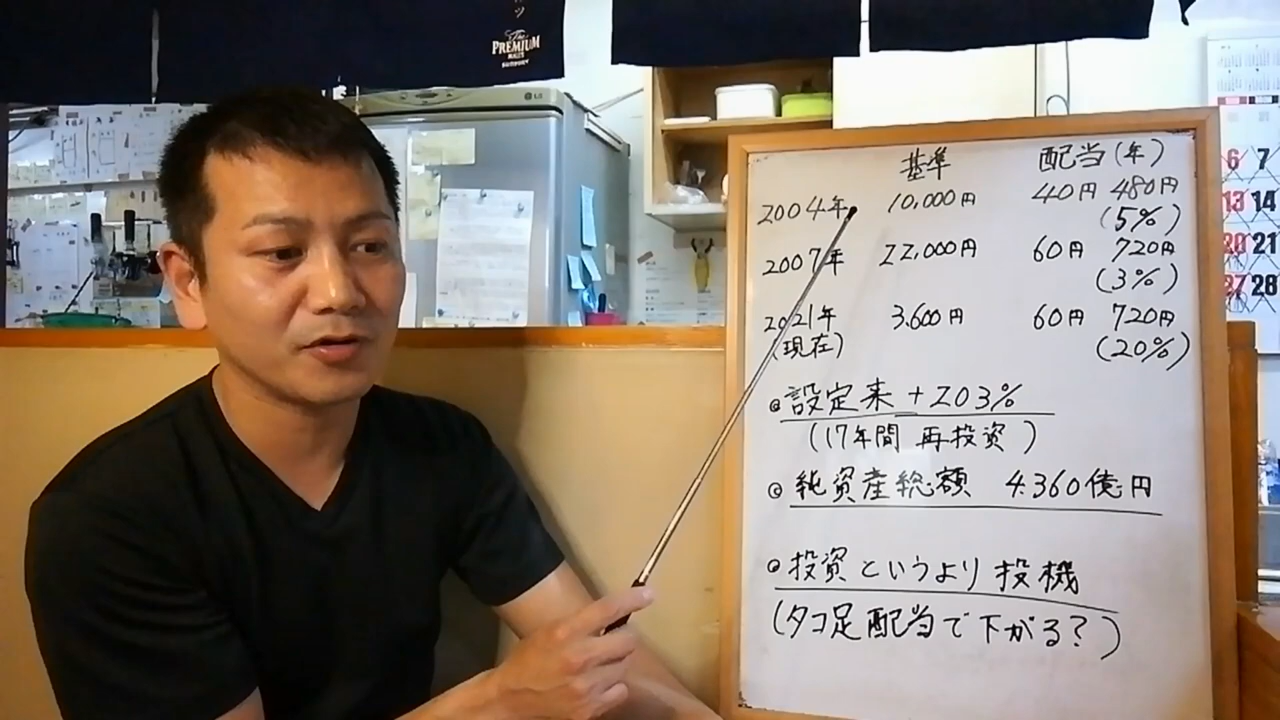 The
PREMIUM
MALT'S
SUNTORY
LG
基準 配当(年)
2004年 10,000円 40円 480円
(5%)
2007年 22,000円 60円 720円
(3%)
2021年 3,600円 60円 720円
(現在) (20%)
◎設定来 +203%
(17年間 再投資)
◎純資産総額 4.360億円
◎投資というより投機
(タコ足配当で下がる?)
6 7
13 14
20 21
27 28